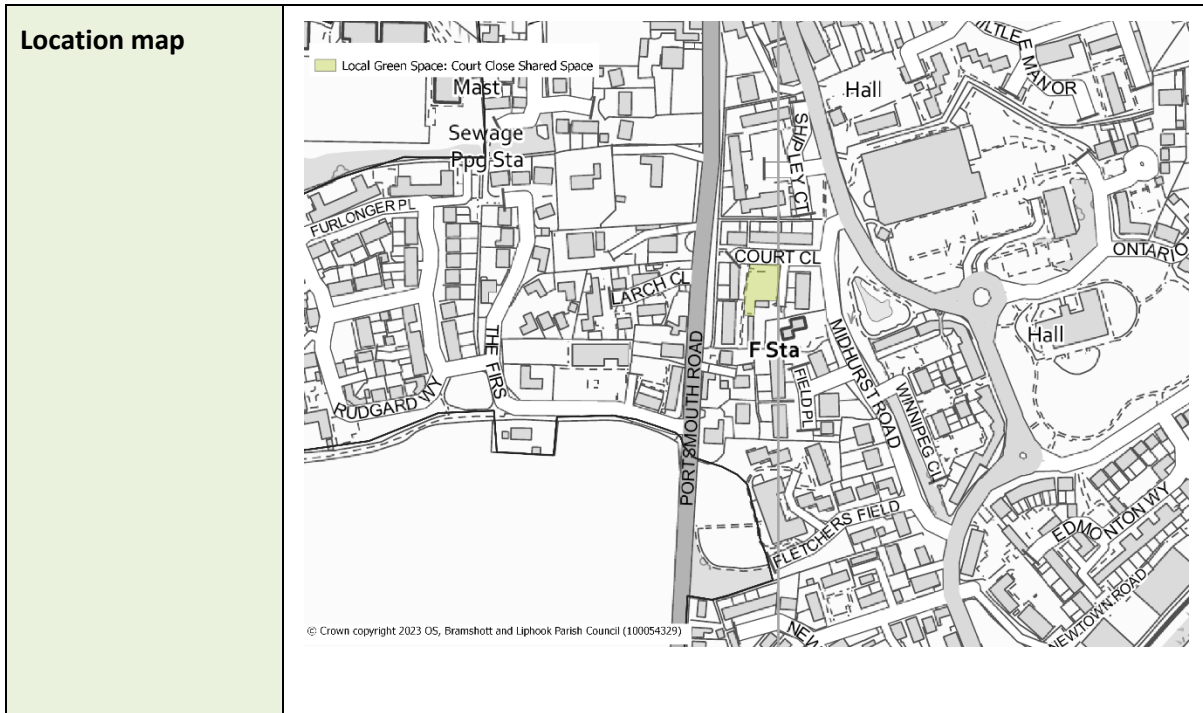 Location map
Local Green Space: Court Close Shared Space
Mast
Hall
MANOR
Sewage
Ppg Sta
SHIPLEY CT
FURLONGER PL
COURT CL
ONTARIO
LARCH CL
Hall
THE FIRS
F Sta
MIDHURST ROAD
RUDGARD WY
FIELD PL
WINNIPEG CL
PORTSMOUTH ROAD
FLETCHERS FIELD
EDMONTON WY
NEWTOWN ROAD
© Crown copyright 2023 OS, Bramshott and Liphook Parish Council (100054329)